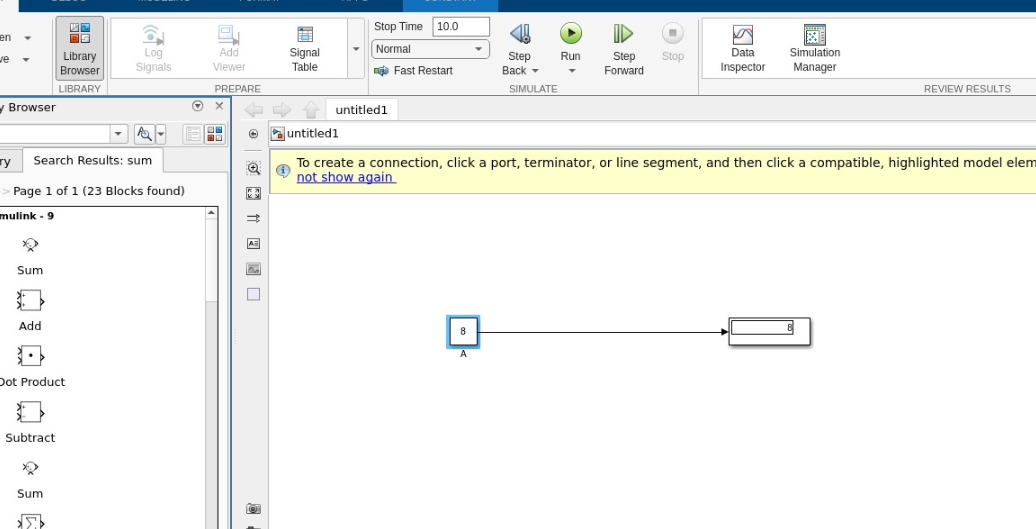 CONSTANT
Stop Time 10.0
Normal
Fast Restart
Library
Browser
Log
Signals
Add
Viewer
Signal
Table
Step
Back
Run
Step
Forward
Stop
Data
Inspector
Simulation
Manager
LIBRARY
PREPARE
SIMULATE
REVIEW RESULTS
y Browser
ry
Search Results: sum
> Page 1 of 1 (23 Blocks found)
mulink - 9
Sum
Add
Dot Product
Subtract
Sum
untitled1
untitled1
To create a connection, click a port, terminator, or line segment, and then click a compatible, highlighted model elem
not show again
8
A
8